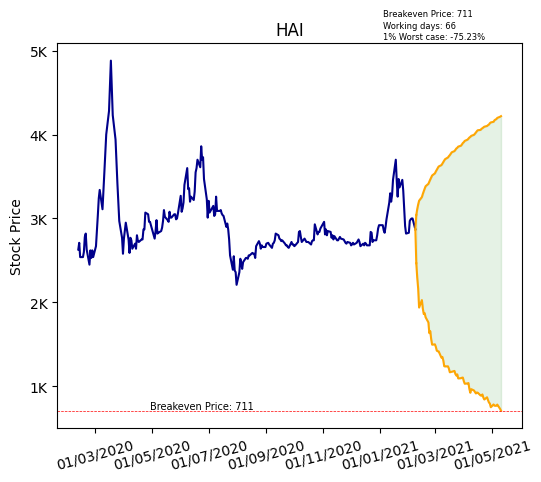 Breakeven Price: 711
Working days: 66
1% Worst case: -75.23%
HAI
Stock Price
5K
4K
3K
2K
1K
Breakeven Price: 711
01/03/2020
01/05/2020
01/07/2020
01/09/2020
01/11/2020
01/01/2021
01/03/2021
01/05/2021